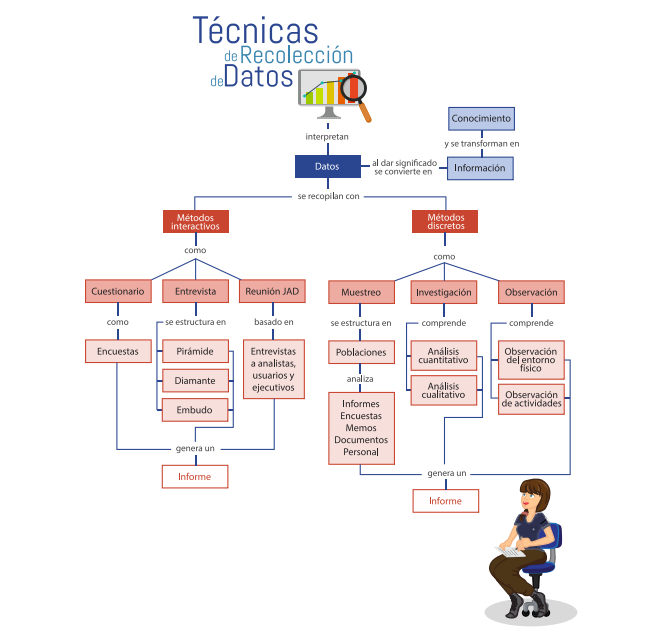 Técnicas
de Recolección
de Datos
interpretan
Datos
al dar significado
se convierte en
Conocimiento
y se transforman en
Información
se recopilan con
Métodos
interactivos
Métodos
discretos
como
como
Cuestionario
Entrevista
Reunión JAD
Muestreo
Investigación
Observación
como
se estructura en
basado en
se estructura en
comprende
comprende
Encuestas
Pirámide
Diamante
Embudo
Entrevistas
a analistas,
usuarios y
ejecutivos
Poblaciones
analiza
Informes
Encuestas
Memos
Documentos
Personal
Análisis
cuantitativo
Análisis
cualitativo
Observación
del entorno
físico
Observación
de actividades
genera un
Informe
genera un
Informe